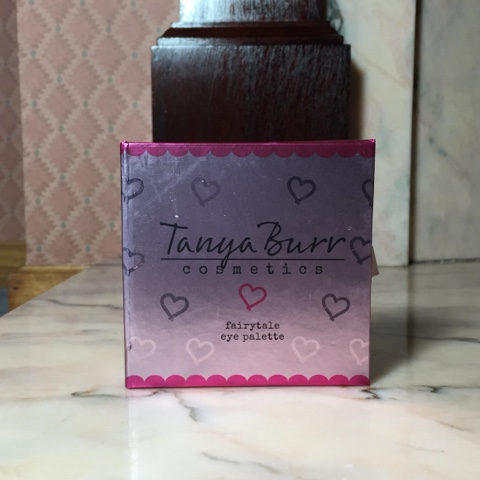 Tanya Burr
cosmetics
fairytale
eye palette